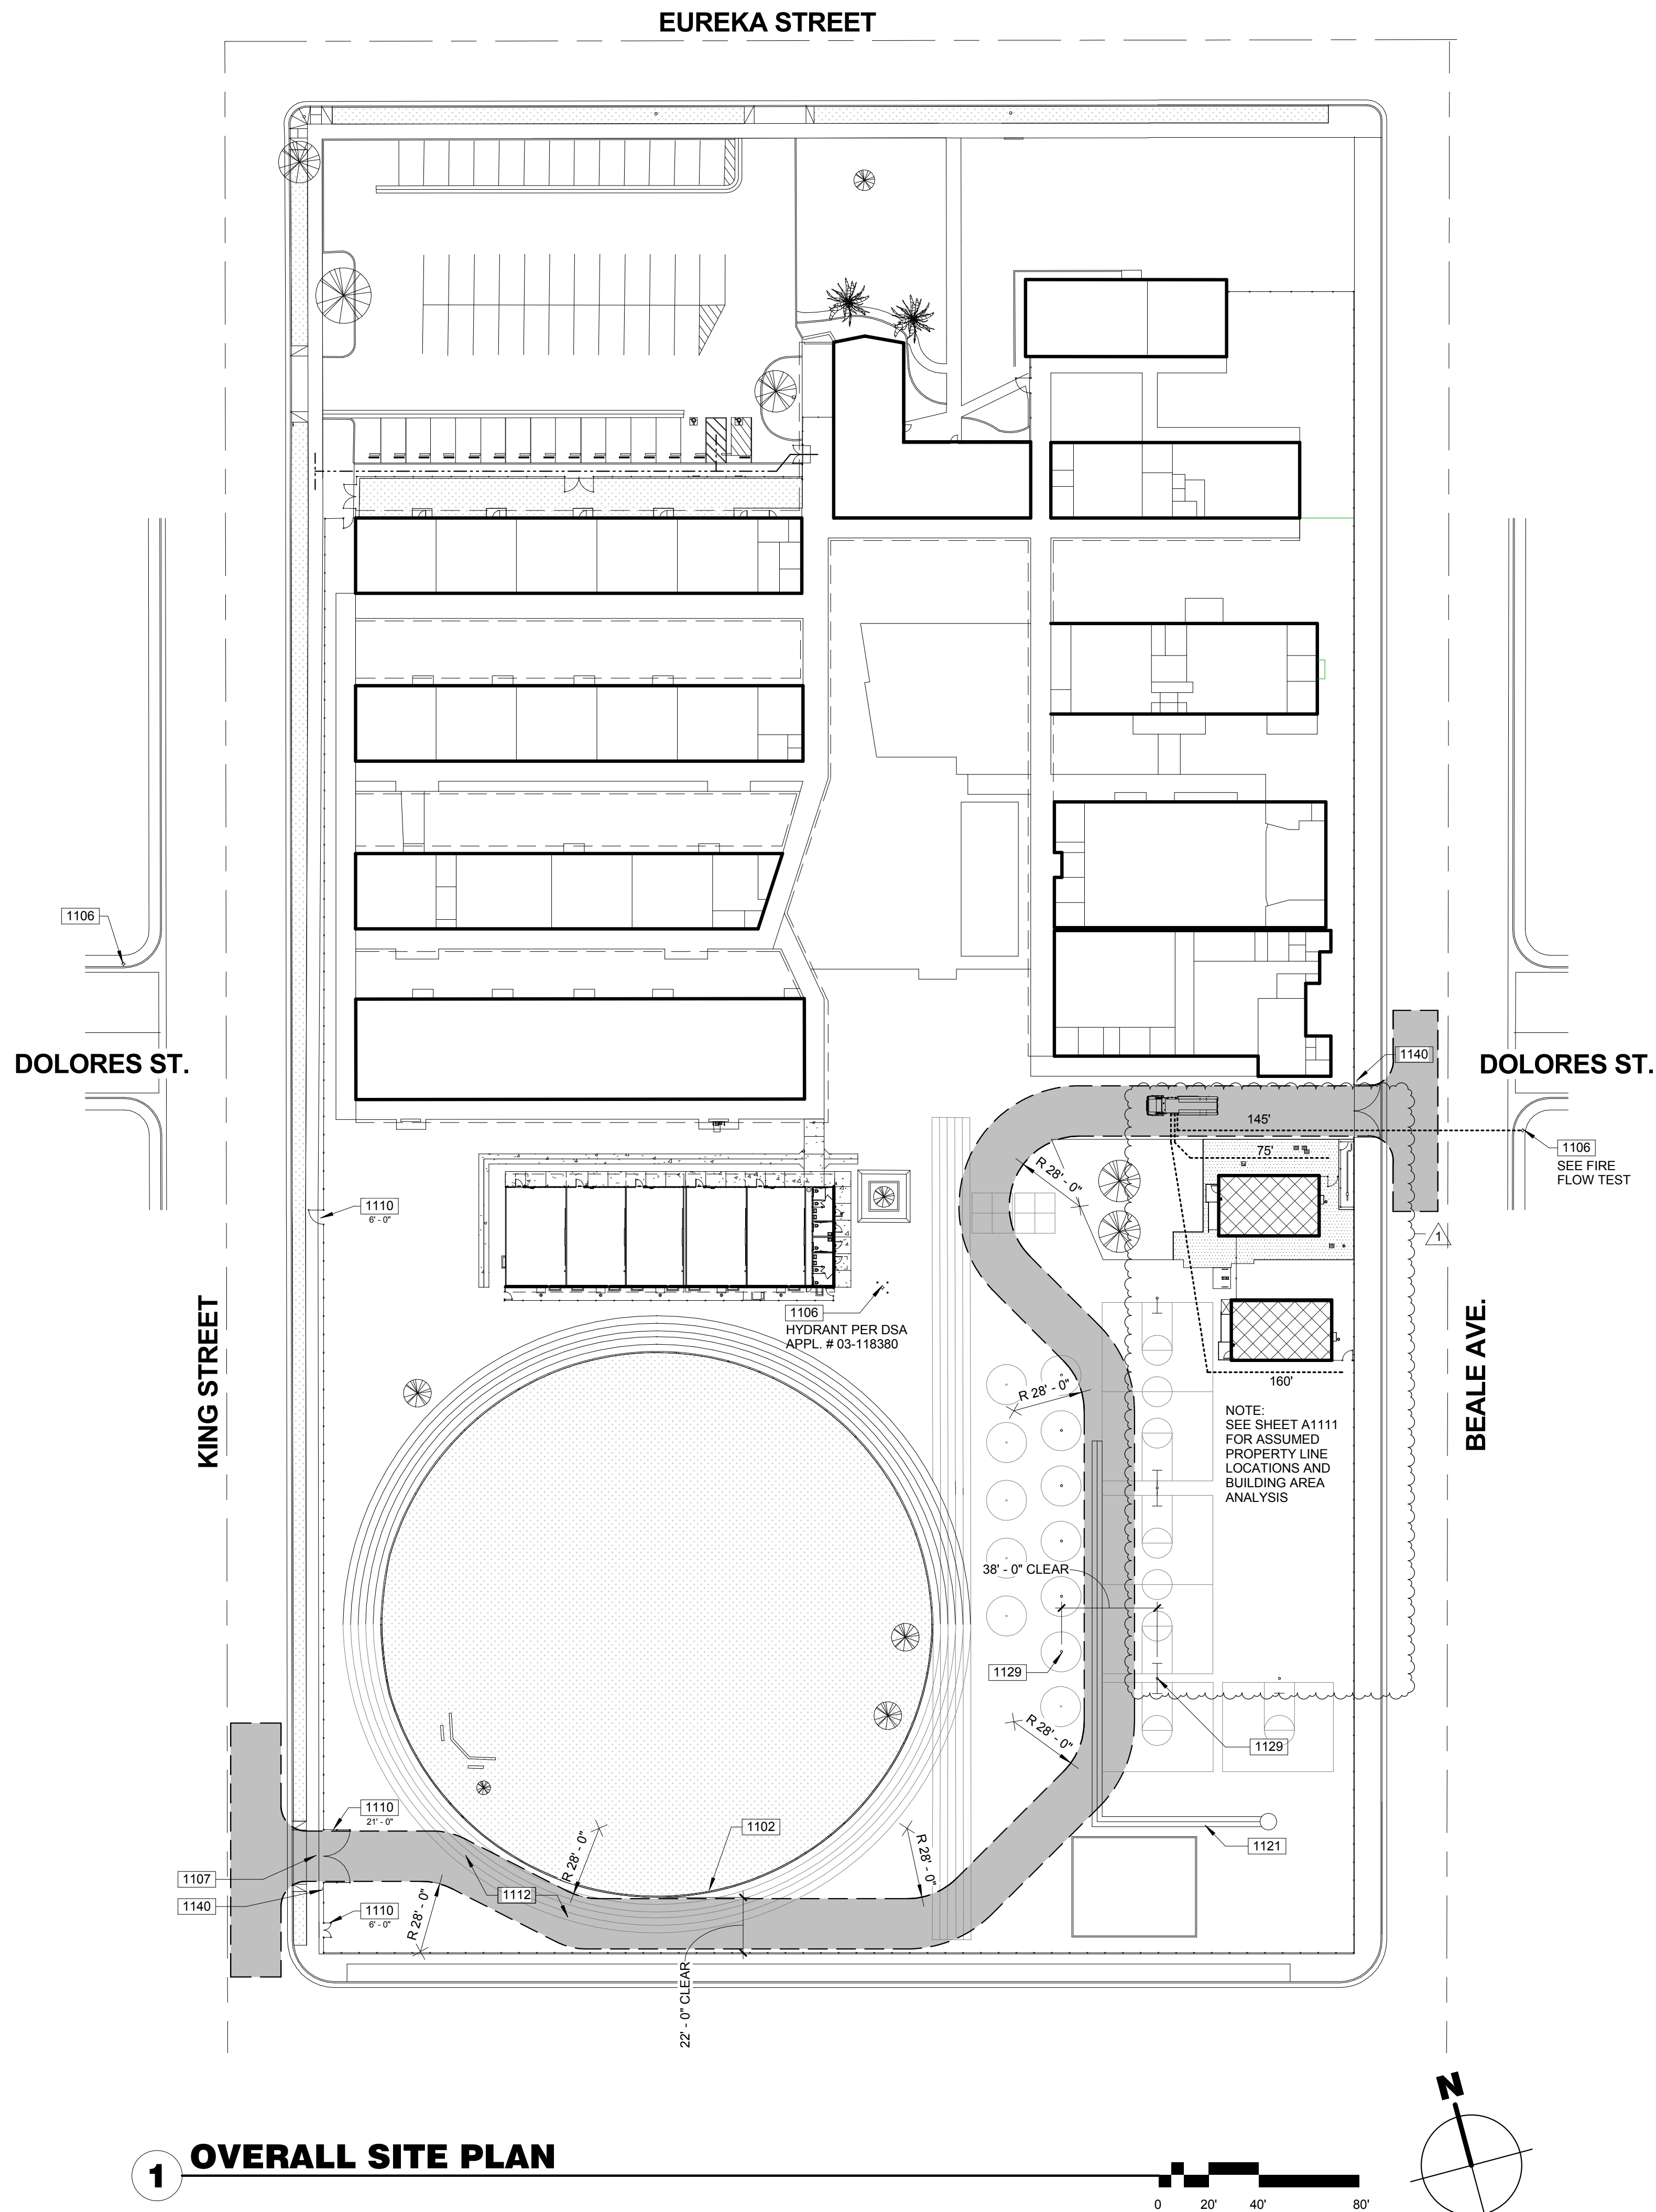 EUREKA STREET
1106
DOLORES ST.
DOLORES ST.
1140
145'
75'
1106
SEE FIRE
FLOW TEST
R 28' - 0"
1110
6' - 0"
1
1106
HYDRANT PER DSA
APPL. # 03-118380
KING STREET
BEALE AVE.
160'
R 28' - 0"
NOTE:
SEE SHEET A1111
FOR ASSUMED
PROPERTY LINE
LOCATIONS AND
BUILDING AREA
ANALYSIS
38' - 0" CLEAR
1129
R 28' - 0"
1129
1110
21' - 0"
1102
R 28' - 0"
R 28' - 0"
1121
1107
1112
1140
1110
6' - 0"
R 28' - 0"
22' - 0" CLEAR
N
1
OVERALL SITE PLAN
0 20' 40' 80'